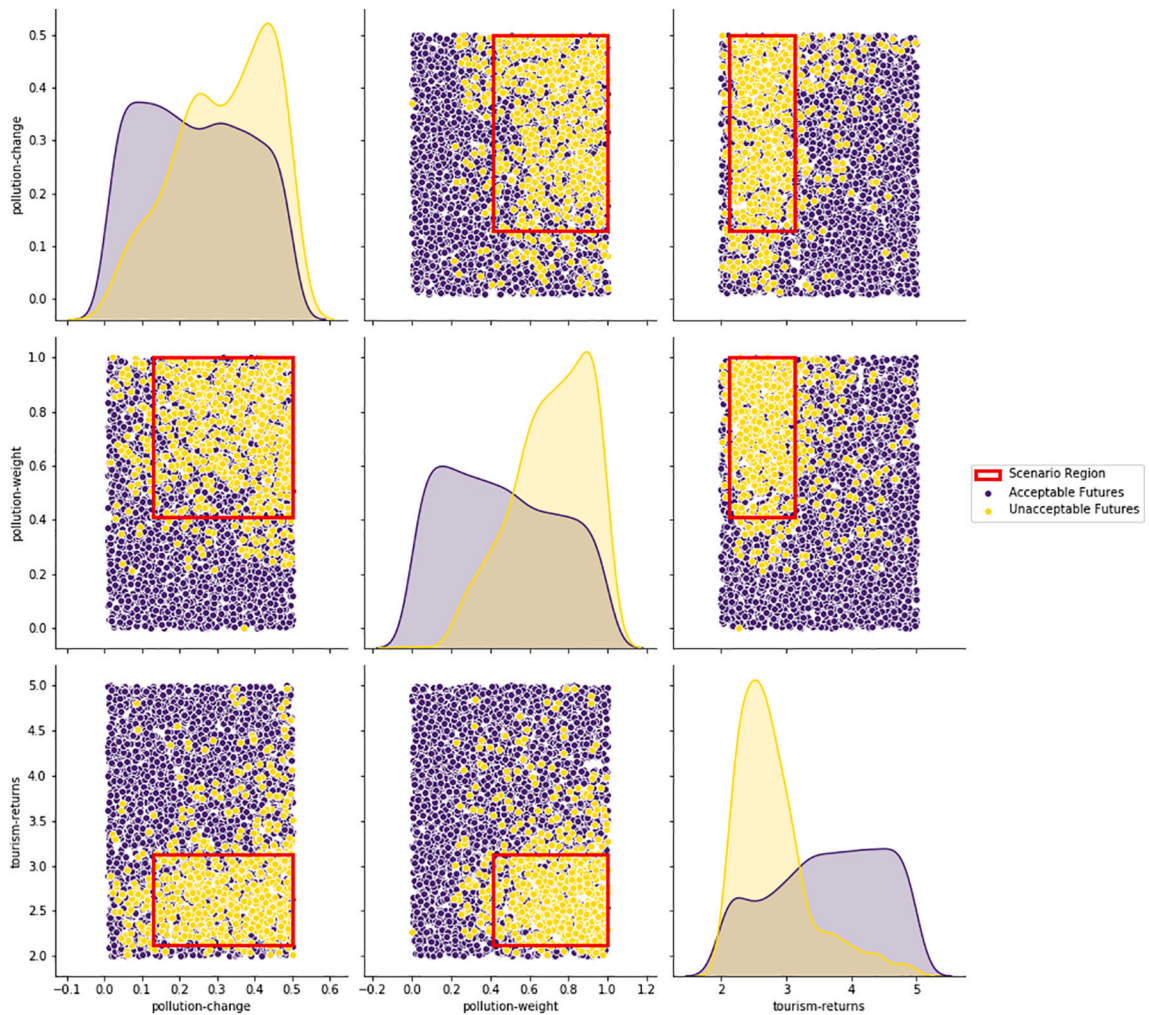 0.5
0.4
0.3
0.2
0.1
0.0
pollution-change
1.0
0.8
0.6
0.4
0.2
0.0
pollution-weight
Scenario Region
Acceptable Futures
Unacceptable Futures
5.0
4.5
4.0
3.5
3.0
2.5
2.0
tourism-returns
−0.1 0.0 0.1 0.2 0.3 0.4 0.5 0.6
pollution-change
−0.2 0.0 0.2 0.4 0.6 0.8 1.0 1.2
pollution-weight
2 3 4 5
tourism-returns